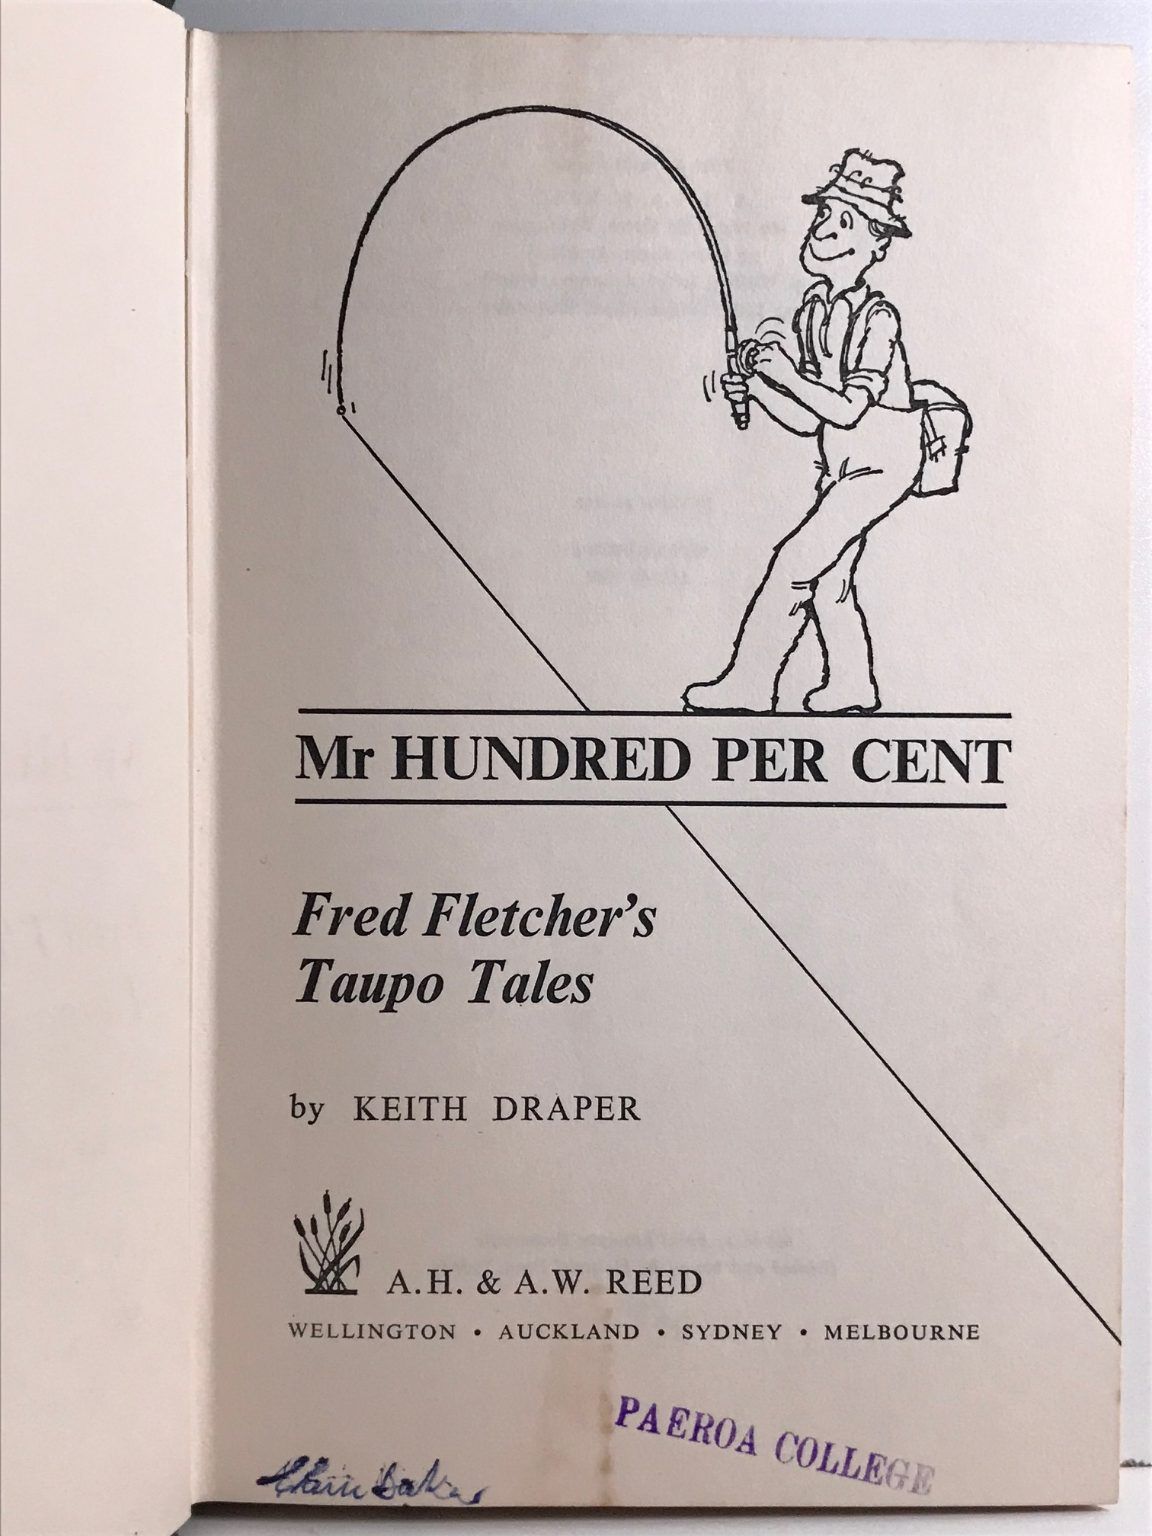 Mr HUNDRED PER CENT
Fred Fletcher's
Taupo Tales
by KEITH DRAPER
A.H. & A.W. REED
WELLINGTON • AUCKLAND • SYDNEY • MELBOURNE
PAEROA COLLEGE